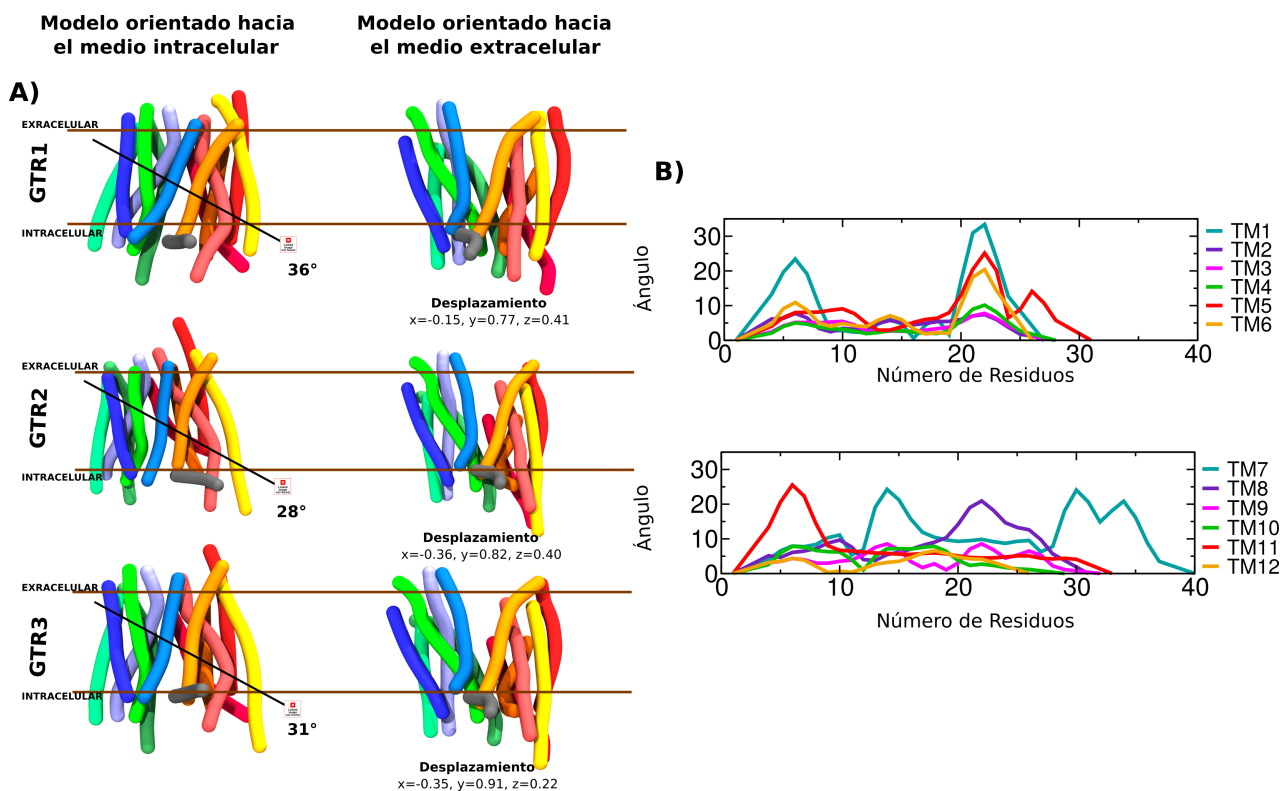 Modelo orientado hacia
el medio intracelular
Modelo orientado hacia
el medio extracelular
A)
EXRACELULAR
GTR1
INTRACELULAR
36°
Desplazamiento
x=-0.15, y=0.77, z=0.41
EXRACELULAR
GTR2
INTRACELULAR
28°
Desplazamiento
x=-0.36, y=0.82, z=0.40
EXRACELULAR
GTR3
INTRACELULAR
31°
Desplazamiento
x=-0.35, y=0.91, z=0.22
B)
Ángulo
30
20
10
0
0 10 20 30 40
Número de Residuos
TM1
TM2
TM3
TM4
TM5
TM6
Ángulo
30
20
10
0
0 10 20 30 40
Número de Residuos
TM7
TM8
TM9
TM10
TM11
TM12